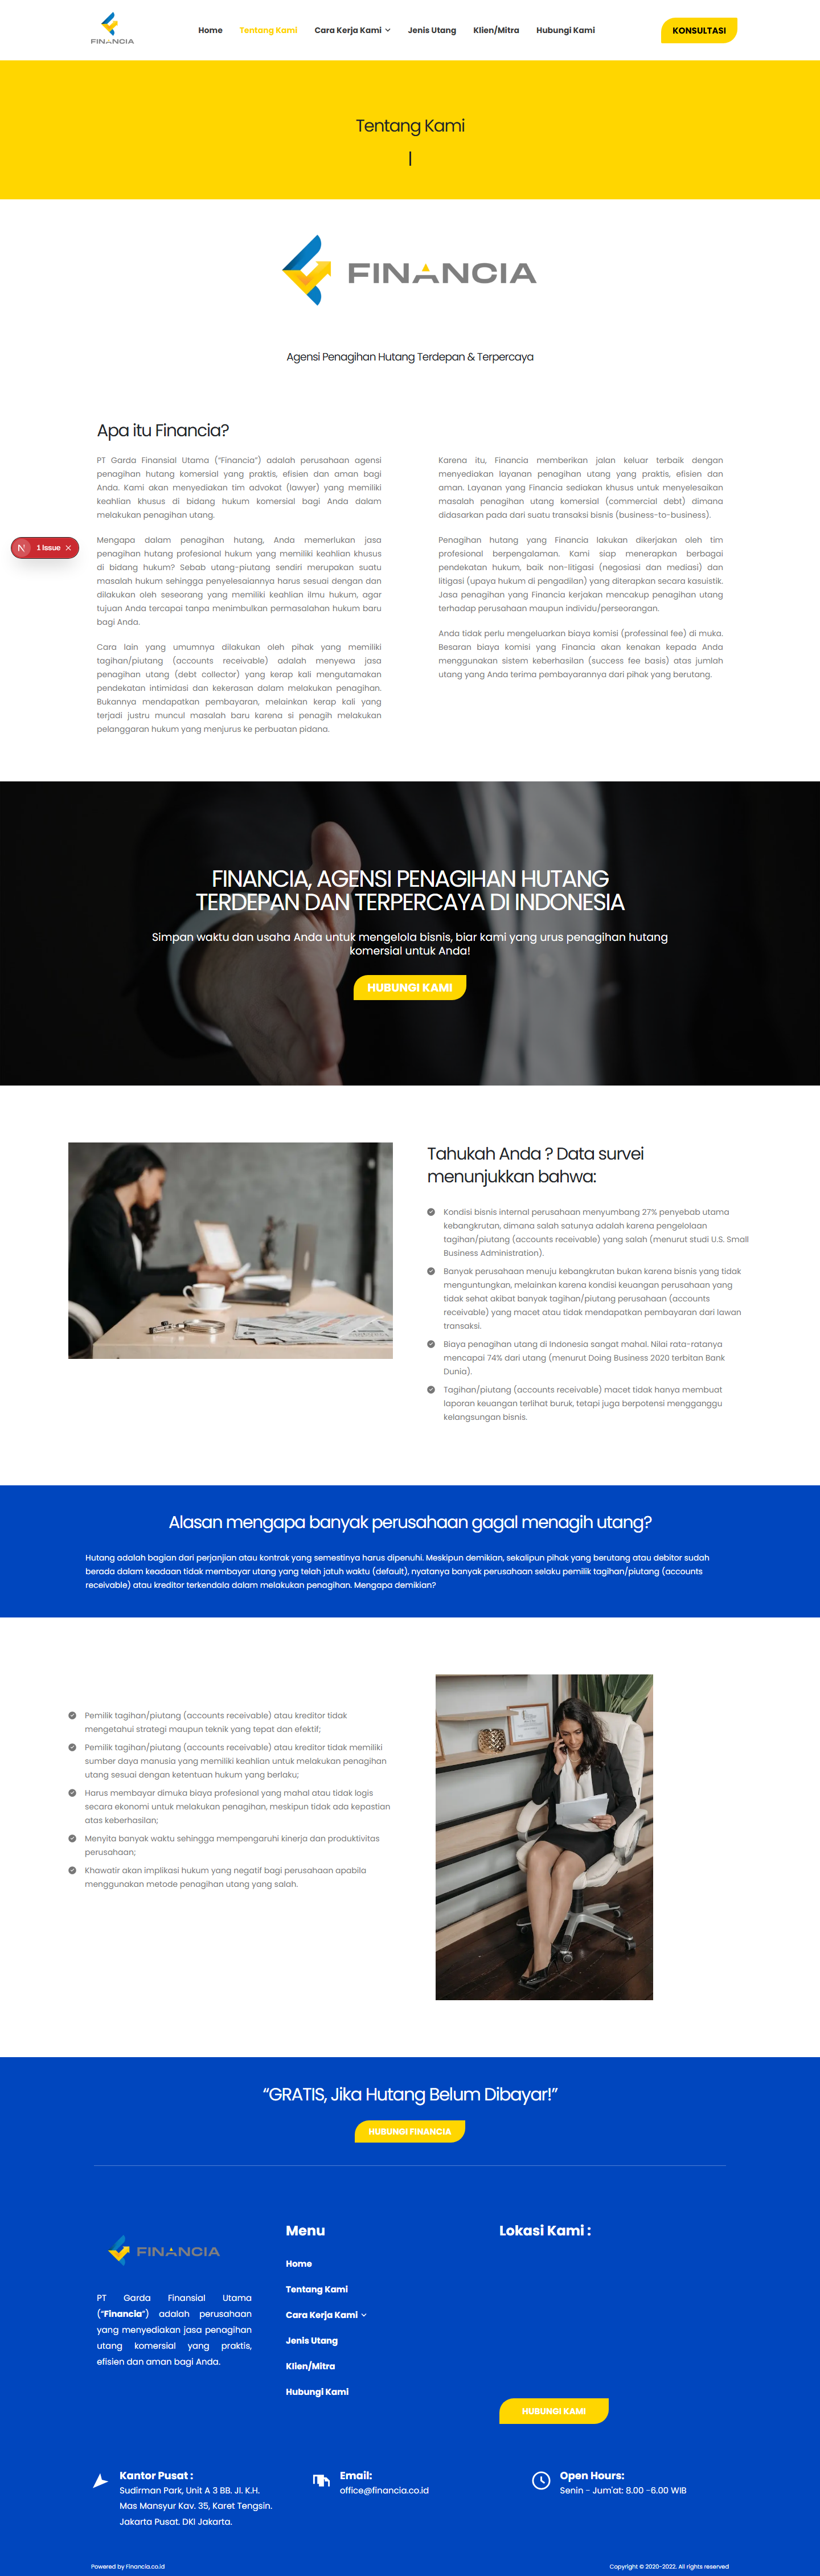 FINANCIA
Home
Tentang Kami
Cara Kerja Kami
Jenis Utang
Klien/Mitra
Hubungi Kami
KONSULTASI
Tentang Kami
FINANCIA
Agensi Penagihan Hutang Terdepan & Terpercaya
Apa itu Financia?
PT Garda Finansial Utama (“Financia”) adalah perusahaan agensi
penagihan hutang komersial yang praktis, efisien dan aman bagi
Anda. Kami akan menyediakan tim advokat (lawyer) yang memiliki
keahlian khusus di bidang hukum komersial bagi Anda dalam
melakukan penagihan utang.
Mengapa dalam penagihan hutang, Anda memerlukan jasa
penagihan hutang profesional hukum yang memiliki keahlian khusus
di bidang hukum? Sebab utang-piutang sendiri merupakan suatu
masalah hukum sehingga penyelesaiannya harus sesuai dengan dan
dilakukan oleh seseorang yang memiliki keahlian ilmu hukum, agar
tujuan Anda tercapai tanpa menimbulkan permasalahan hukum baru
bagi Anda.
Cara lain yang umumnya dilakukan oleh pihak yang memiliki
tagihan/piutang (accounts receivable) adalah menyewa jasa
penagihan utang (debt collector) yang kerap kali mengutamakan
pendekatan intimidasi dan kekerasan dalam melakukan penagihan.
Bukannya mendapatkan pembayaran, melainkan kerap kali yang
terjadi justru muncul masalah baru karena si penagih melakukan
pelanggaran hukum yang menjurus ke perbuatan pidana.
Karena itu, Financia memberikan jalan keluar terbaik dengan
menyediakan layanan penagihan utang yang praktis, efisien dan
aman. Layanan yang Financia sediakan khusus untuk menyelesaikan
masalah penagihan utang komersial (commercial debt) dimana
didasarkan pada dari suatu transaksi bisnis (business-to-business).
Penagihan hutang yang Financia lakukan dikerjakan oleh tim
profesional berpengalaman. Kami siap menerapkan berbagai
pendekatan hukum, baik non-litigasi (negosiasi dan mediasi) dan
litigasi (upaya hukum di pengadilan) yang diterapkan secara kasuistik.
Jasa penagihan yang Financia kerjakan mencakup penagihan utang
terhadap perusahaan maupun individu/perseorangan.
Anda tidak perlu mengeluarkan biaya komisi (professinal fee) di muka.
Besaran biaya komisi yang Financia akan kenakan kepada Anda
menggunakan sistem keberhasilan (success fee basis) atas jumlah
utang yang Anda terima pembayarannya dari pihak yang berutang.
N 1 Issue
FINANCIA, AGENSI PENAGIHAN HUTANG
TERDEPAN DAN TERPERCAYA DI INDONESIA
Simpan waktu dan usaha Anda untuk mengelola bisnis, biar kami yang urus penagihan hutang
komersial untuk Anda!
HUBUNGI KAMI
Tahukah Anda ? Data survei
menunjukkan bahwa:
Kondisi bisnis internal perusahaan menyumbang 27% penyebab utama
kebangkrutan, dimana salah satunya adalah karena pengelolaan
tagihan/piutang (accounts receivable) yang salah (menurut studi U.S. Small
Business Administration).
Banyak perusahaan menuju kebangkrutan bukan karena bisnis yang tidak
menguntungkan, melainkan karena kondisi keuangan perusahaan yang
tidak sehat akibat banyak tagihan/piutang perusahaan (accounts
receivable) yang macet atau tidak mendapatkan pembayaran dari lawan
transaksi.
Biaya penagihan utang di Indonesia sangat mahal. Nilai rata-ratanya
mencapai 74% dari utang (menurut Doing Business 2020 terbitan Bank
Dunia).
Tagihan/piutang (accounts receivable) macet tidak hanya membuat
laporan keuangan terlihat buruk, tetapi juga berpotensi mengganggu
kelangsungan bisnis.
Alasan mengapa banyak perusahaan gagal menagih utang?
Hutang adalah bagian dari perjanjian atau kontrak yang semestinya harus dipenuhi. Meskipun demikian, sekalipun pihak yang berutang atau debitor sudah
berada dalam keadaan tidak membayar utang yang telah jatuh waktu (default), nyatanya banyak perusahaan selaku pemilik tagihan/piutang (accounts
receivable) atau kreditor terkendala dalam melakukan penagihan. Mengapa demikian?
Pemilik tagihan/piutang (accounts receivable) atau kreditor tidak
mengetahui strategi maupun teknik yang tepat dan efektif;
Pemilik tagihan/piutang (accounts receivable) atau kreditor tidak memiliki
sumber daya manusia yang memiliki keahlian untuk melakukan penagihan
utang sesuai dengan ketentuan hukum yang berlaku;
Harus membayar dimuka biaya profesional yang mahal atau tidak logis
secara ekonomi untuk melakukan penagihan, meskipun tidak ada kepastian
atas keberhasilan;
Menyita banyak waktu sehingga mempengaruhi kinerja dan produktivitas
perusahaan;
Khawatir akan implikasi hukum yang negatif bagi perusahaan apabila
menggunakan metode penagihan utang yang salah.
“GRATIS, Jika Hutang Belum Dibayar!”
HUBUNGI FINANCIA
FINANCIA
PT Garda Finansial Utama
(“Financia”) adalah perusahaan
yang menyediakan jasa penagihan
utang komersial yang praktis,
efisien dan aman bagi Anda.
Menu
Home
Tentang Kami
Cara Kerja Kami
Jenis Utang
Klien/Mitra
Hubungi Kami
Lokasi Kami :
HUBUNGI KAMI
Kantor Pusat :
Sudirman Park, Unit A 3 BB. Jl. K.H.
Mas Mansyur Kav. 35, Karet Tengsin.
Jakarta Pusat. DKI Jakarta.
Email:
office@financia.co.id
Open Hours:
Senin - Jum'at: 8.00 -6.00 WIB
Powered by Financia.co.id
Copyright © 2020-2022. All rights reserved